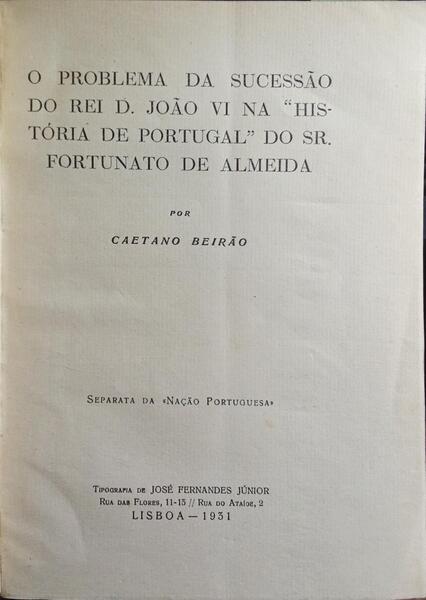 O PROBLEMA DA SUCESSÃO
DO REI D. JOÃO VI NA “HIS-
TÓRIA DE PORTUGAL” DO SR.
FORTUNATO DE ALMEIDA
POR
CAETANO BEIRÃO
SEPARATA DA «NAÇÃO PORTUGUESA»
TIPOGRAFIA DE JOSÉ FERNANDES JÚNIOR
RUA DAS FLORES, 11-15 // RUA DO ATAÍDE, 2
LISBOA — 1931